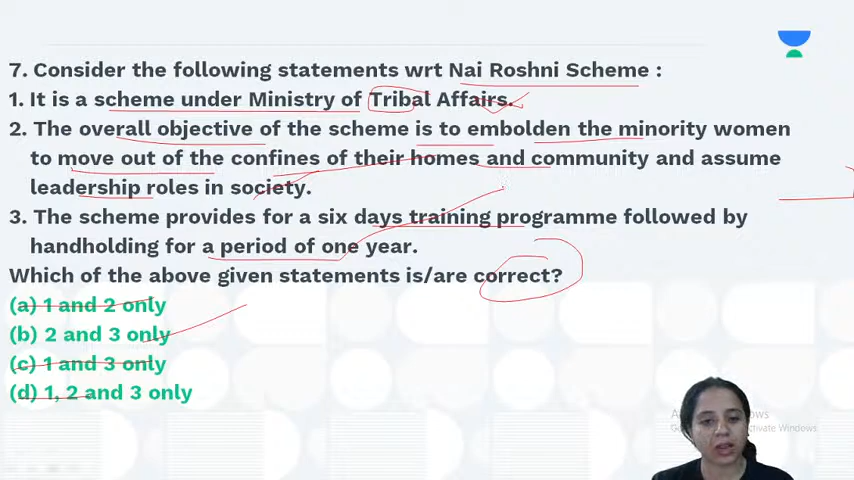 7. Consider the following statements wrt Nai Roshni Scheme :
1. It is a scheme under Ministry of Tribal Affairs.
2. The overall objective of the scheme is to embolden the minority women
to move out of the confines of their homes and community and assume
leadership roles in society.
3. The scheme provides for a six days training programme followed by
handholding for a period of one year.
Which of the above given statements is/are correct?
(a) 1 and 2 only
(b) 2 and 3 only
(c) 1 and 3 only
(d) 1, 2 and 3 only